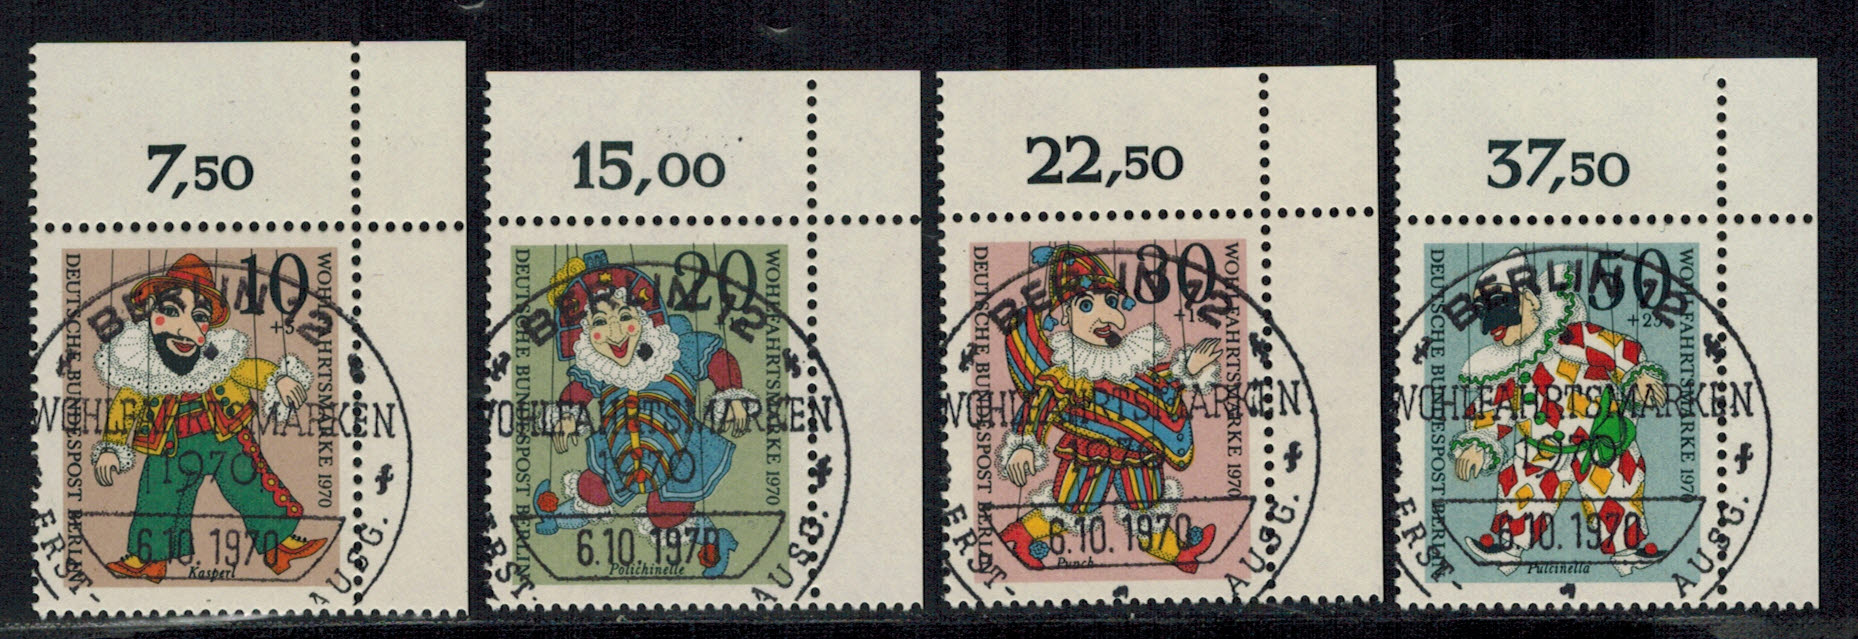 7,50
15,00
22,50
37,50
10
+5
DEUTSCHE BUNDESPOST BERLIN
WOHLFAHRTSMARKE 1970
Kasperl
BERLIN 12
WOHLFAHRTSMARKEN
1970
6.10.1970
ERST-
AUSG.
20
DEUTSCHE BUNDESPOST BERLIN
WOHLFAHRTSMARKE 1970
Polichinelle
BERLIN 12
WOHLFAHRTSMARKEN
1970
6.10.1970
ERST-
AUSG.
30
DEUTSCHE BUNDESPOST BERLIN
WOHLFAHRTSMARKE 1970
Punch
BERLIN 12
WOHLFAHRTSMARKEN
1970
6.10.1970
ERST-
AUSG.
50
+25
DEUTSCHE BUNDESPOST BERLIN
WOHLFAHRTSMARKE 1970
Pulcinella
BERLIN 12
WOHLFAHRTSMARKEN
1970
6.10.1970
ERST-
AUSG.